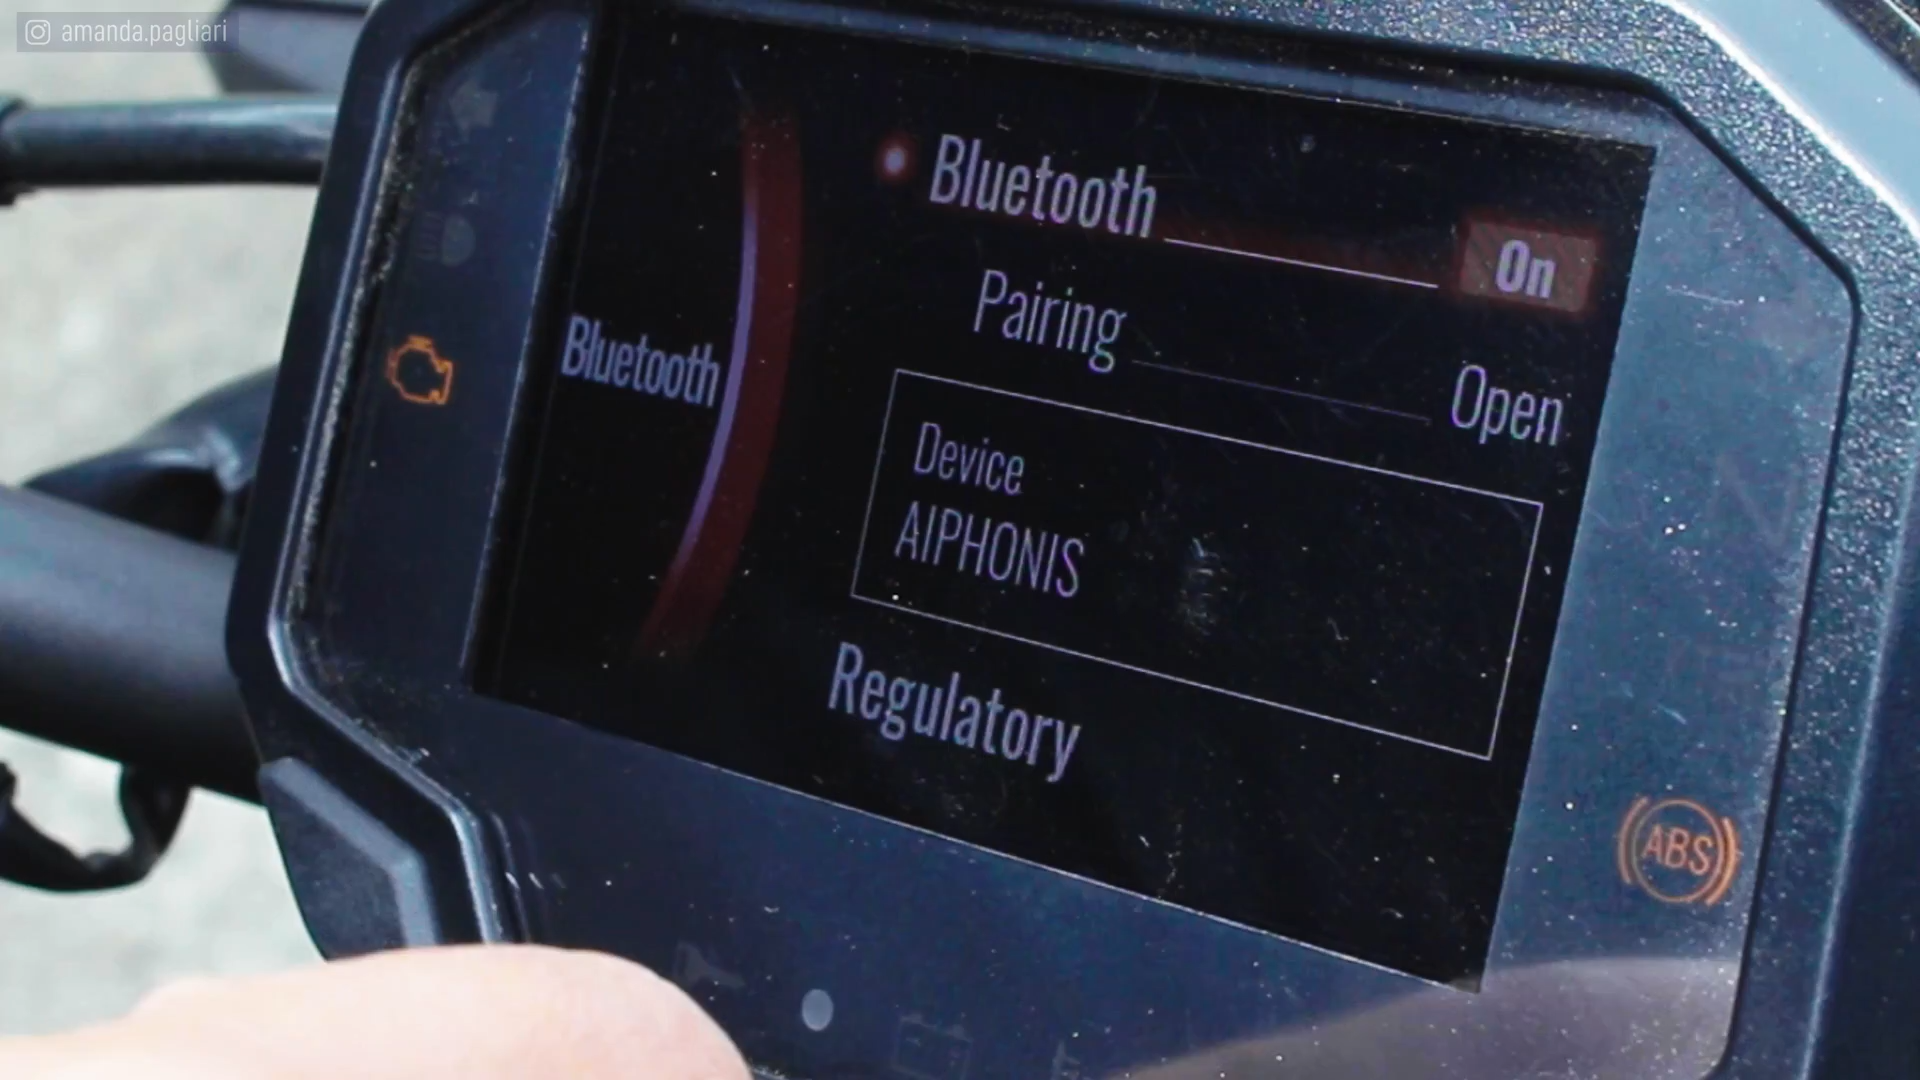 amanda.pagliari
Bluetooth
Bluetooth On
Pairing Open
Device
AIPHONIS
Regulatory
ABS